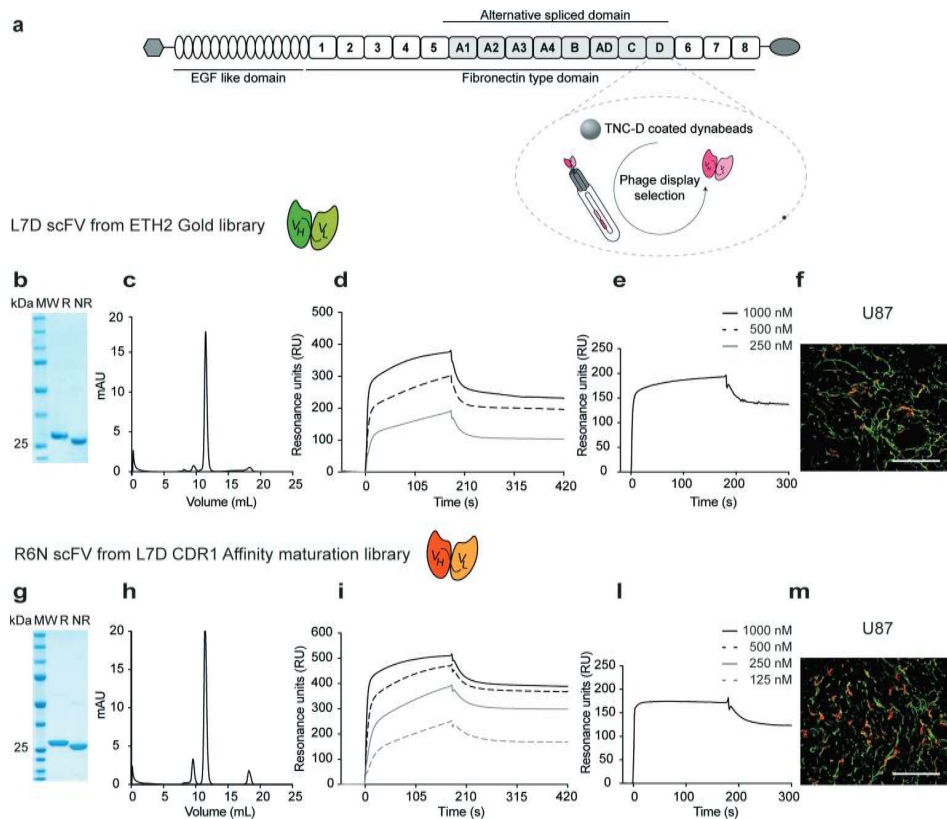 a
Alternative spliced domain
1 2 3 4 5 A1 A2 A3 A4 B AD C D 6 7 8
EGF like domain Fibronectin type domain
TNC-D coated dynabeads
Phage display
selection
L7D scFV from ETH2 Gold library
VH VL
b c d e f
kDa MW R NR
25
mAU
20
15
10
5
0
0 5 10 15 20 25
Volume (mL)
Resonance units (RU)
500
400
300
200
100
0
0 105 210 315 420
Time (s)
1000 nM
500 nM
250 nM
Resonance units (RU)
250
200
150
100
50
0
0 100 200 300
Time (s)
U87
R6N scFV from L7D CDR1 Affinity maturation library
VH VL
g h i l m
kDa MW R NR
25
mAU
20
15
10
5
0
0 5 10 15 20 25
Volume (mL)
Resonance units (RU)
600
500
400
300
200
100
0
0 105 210 315 420
Time (s)
1000 nM
500 nM
250 nM
125 nM
Resonance units (RU)
250
200
150
100
50
0
0 100 200 300
Time (s)
U87